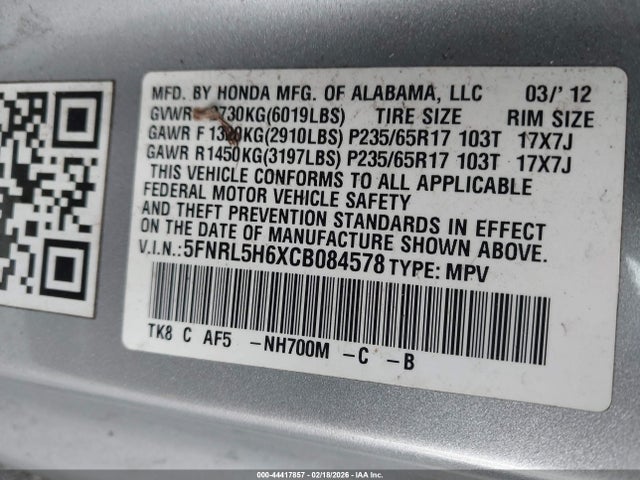 MFD. BY HONDA MFG. OF ALABAMA, LLC 03/' 12
GVWR 2730KG(6019LBS) TIRE SIZE RIM SIZE
GAWR F 1320KG(2910LBS) P235/65R17 103T 17X7J
GAWR R1450KG(3197LBS) P235/65R17 103T 17X7J
THIS VEHICLE CONFORMS TO ALL APPLICABLE
FEDERAL MOTOR VEHICLE SAFETY
AND THEFT PREVENTION STANDARDS IN EFFECT
ON THE DATE OF MANUFACTURE SHOWN ABOVE.
V.I.N.:5FNRL5H6XCB084578 TYPE: MPV
TK8 C AF5 -NH700M -C -B
000-44417857 - 02/18/2026 - IAA Inc.